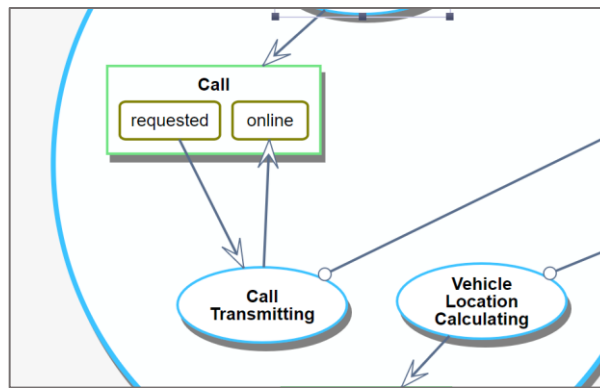 Call
requested
online
Call
Transmitting
Vehicle
Location
Calculating